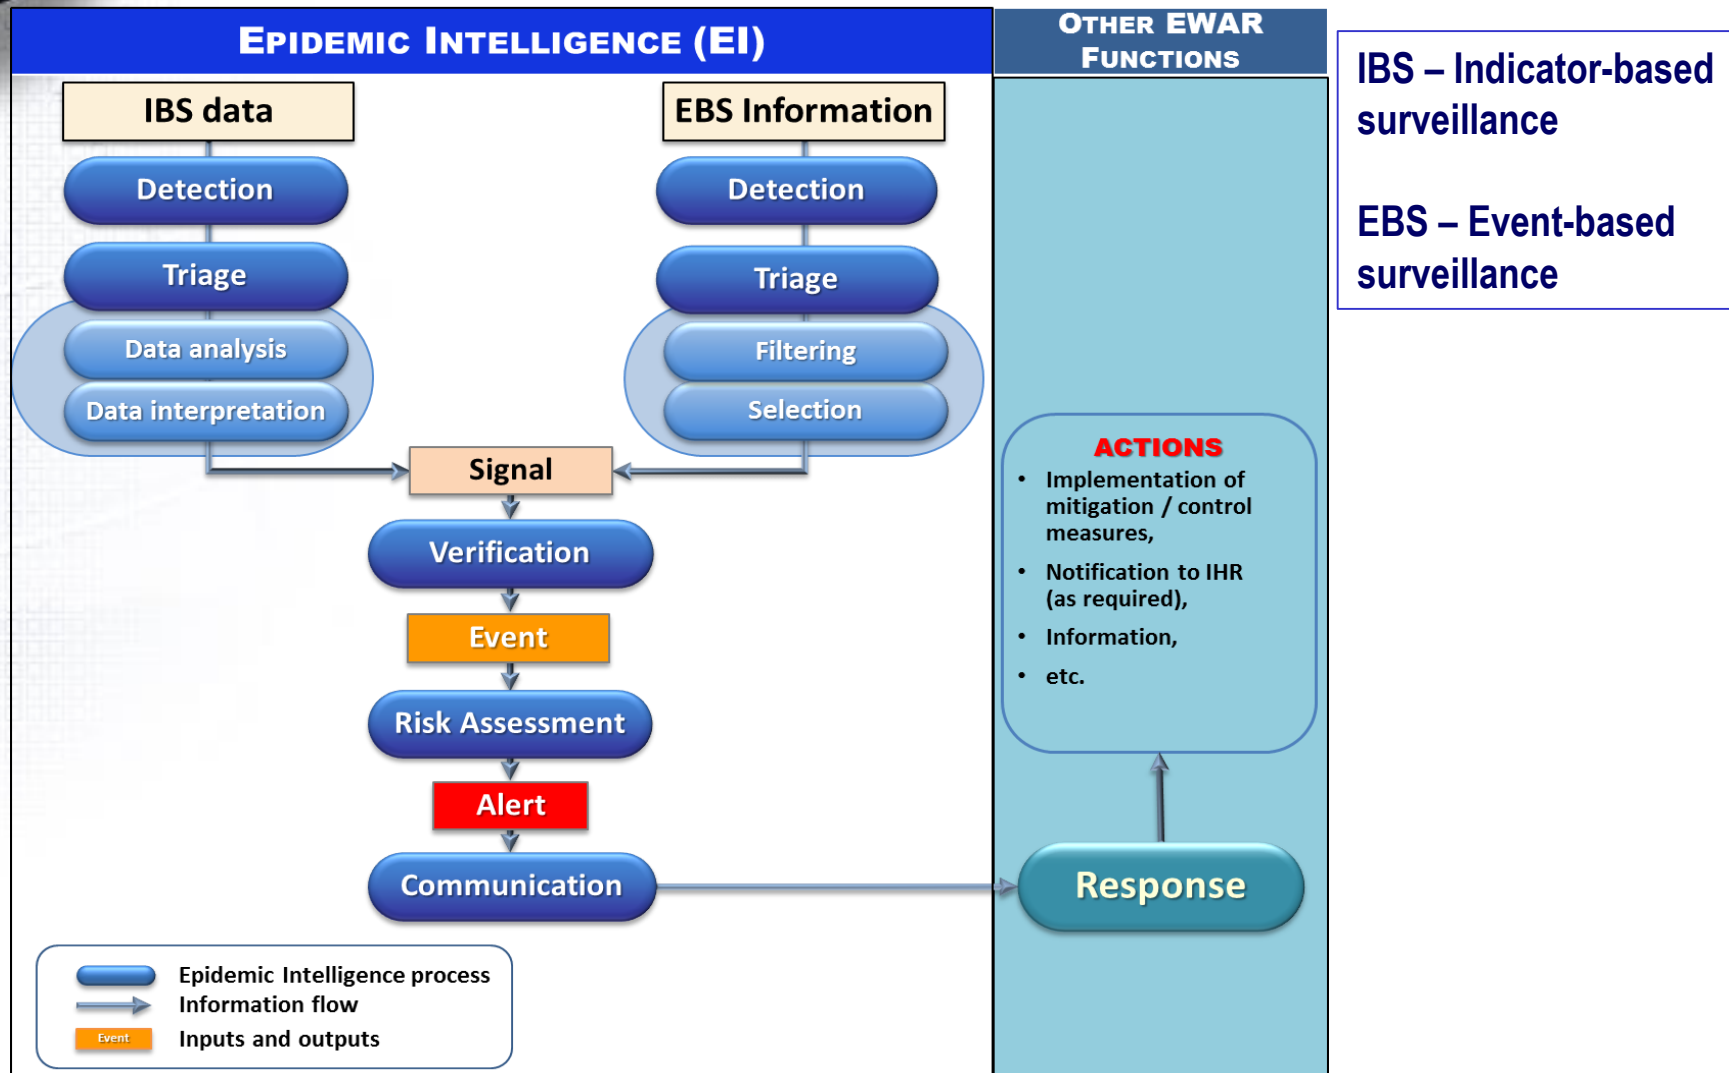 EPIDEMIC INTELLIGENCE (EI)
OTHER EWAR
FUNCTIONS
IBS – Indicator-based
surveillance
EBS – Event-based
surveillance
IBS data
EBS Information
Detection
Detection
Triage
Triage
Data analysis
Filtering
Data interpretation
Selection
Signal
Verification
Event
Risk Assessment
Alert
Communication
ACTIONS
• Implementation of
mitigation / control
measures,
• Notification to IHR
(as required),
• Information,
• etc.
Response
Epidemic Intelligence process
Information flow
Event
Inputs and outputs